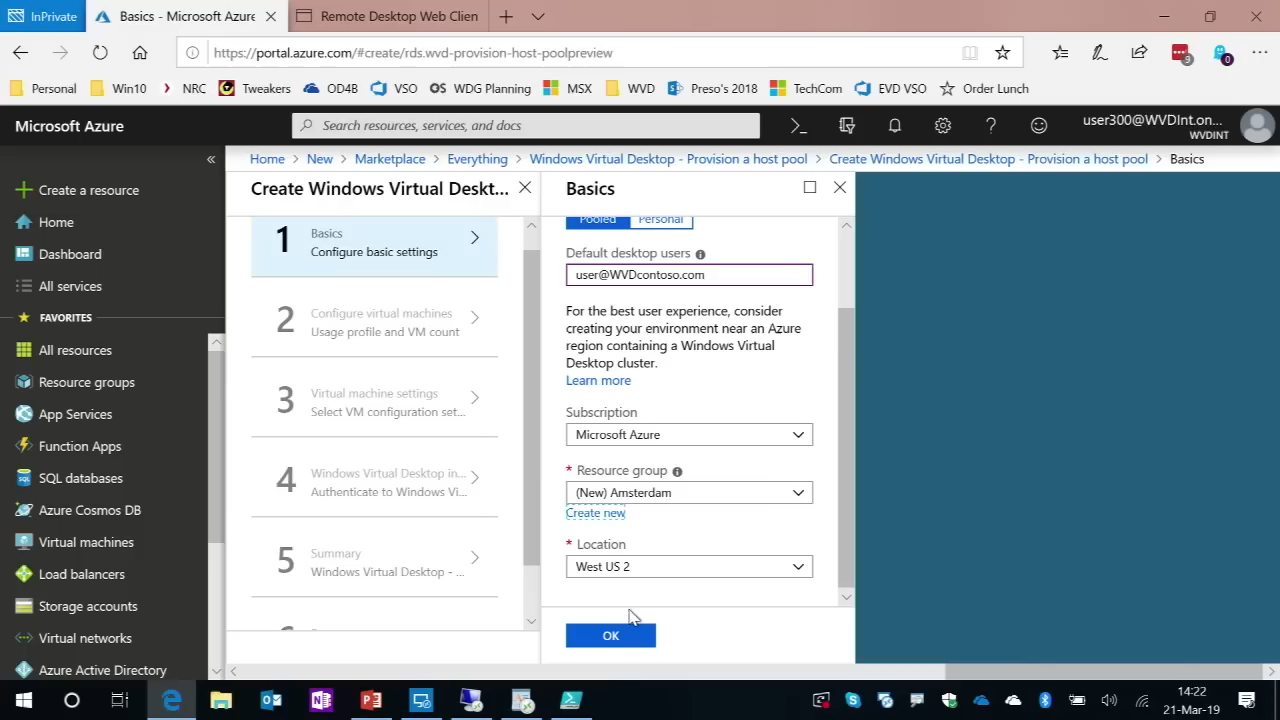 InPrivate
Basics - Microsoft Azure
Remote Desktop Web Clien
https://portal.azure.com/#create/rds.wvd-provision-host-poolpreview
9
0
Personal
Win10
NRC
Tweakers
OD4B
VSO
WDG Planning
MSX
WVD
Preso's 2018
TechCom
EVD VSO
Order Lunch
Microsoft Azure
Search resources, services, and docs
user300@WVDInt.on...
WVDINT
Home
New
Marketplace
Everything
Windows Virtual Desktop - Provision a host pool
Create Windows Virtual Desktop - Provision a host pool
Basics
Create a resource
Home
Dashboard
All services
FAVORITES
All resources
Resource groups
App Services
Function Apps
SQL databases
Azure Cosmos DB
Virtual machines
Load balancers
Storage accounts
Virtual networks
Azure Active Directory
Create Windows Virtual Deskt...
1
Basics
Configure basic settings
2
Configure virtual machines
Usage profile and VM count
3
Virtual machine settings
Select VM configuration set...
4
Windows Virtual Desktop in...
Authenticate to Windows Vi...
5
Summary
Windows Virtual Desktop - ...
Basics
Pooled
Personal
Default desktop users
user@WVDcontoso.com
For the best user experience, consider
creating your environment near an Azure
region containing a Windows Virtual
Desktop cluster.
Learn more
Subscription
Microsoft Azure
* Resource group
(New) Amsterdam
Create new
* Location
West US 2
OK
14:22
21-Mar-19